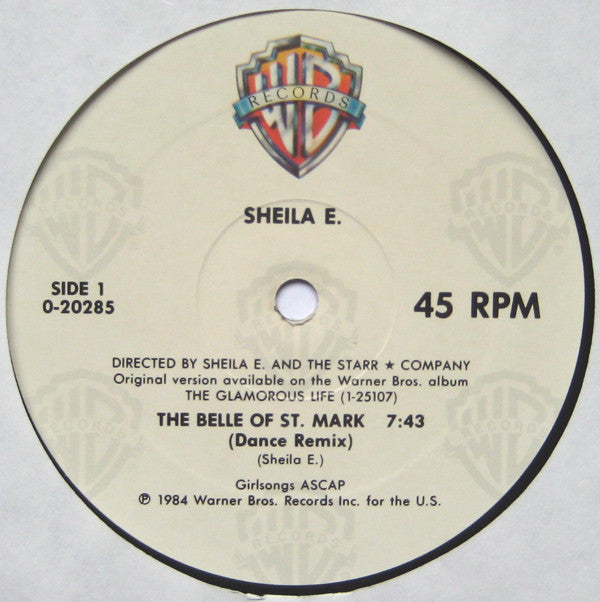 WB
RECORDS
SHEILA E.
SIDE 1
0-20285
45 RPM
DIRECTED BY SHEILA E. AND THE STARR ★ COMPANY
Original version available on the Warner Bros. album
THE GLAMOROUS LIFE (1-25107)
THE BELLE OF ST. MARK 7:43
(Dance Remix)
(Sheila E.)
Girlsongs ASCAP
℗ 1984 Warner Bros. Records Inc. for the U.S.